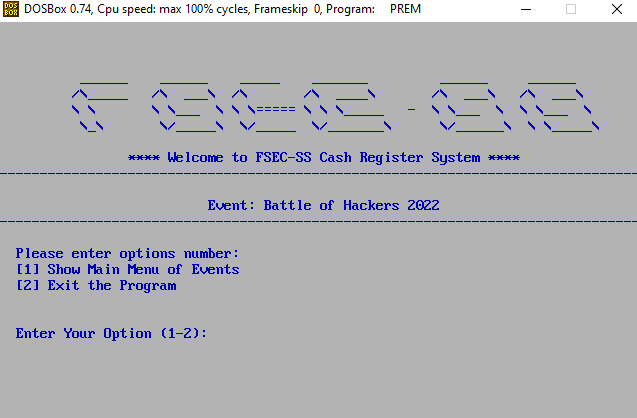 DOSBox 0.74, Cpu speed: max 100% cycles, Frameskip 0, Program: PREM
FSEC - SS
**** Welcome to FSEC-SS Cash Register System ****
Event: Battle of Hackers 2022
Please enter options number:
[1] Show Main Menu of Events
[2] Exit the Program
Enter Your Option (1-2):